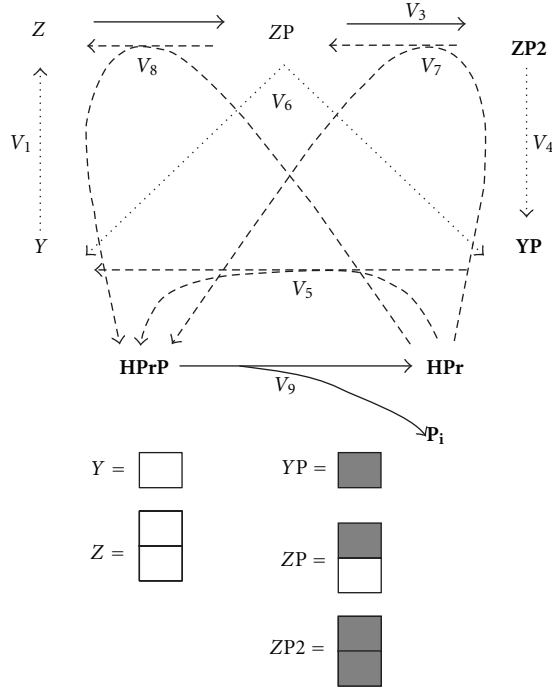 V3
Z ZP ZP2
V8 V7
V6
V1 V4
Y YP
V5
HPrP HPr
V9
Pi
Y = YP =
Z = ZP =
ZP2 =